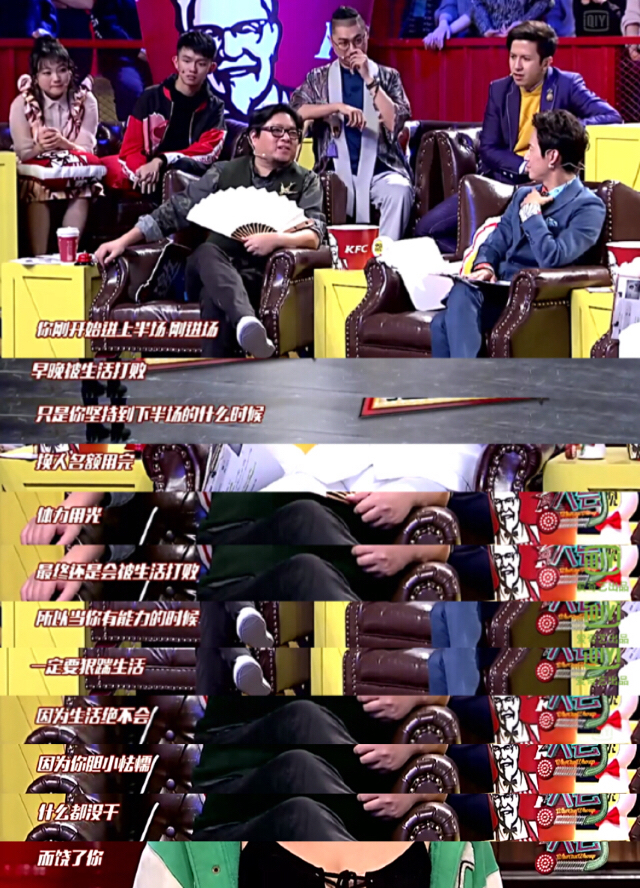 QIY
KFC
你刚开始进上半场 刚进场
早晚被生活打败
只是你坚持到下半场的什么时候
换人名额用完
体力用光
最终还是会被生活打败
所以当你有能力的时候
一定要狠踹生活
因为生活绝不会
因为你胆小怯懦
什么都没干
而饶了你